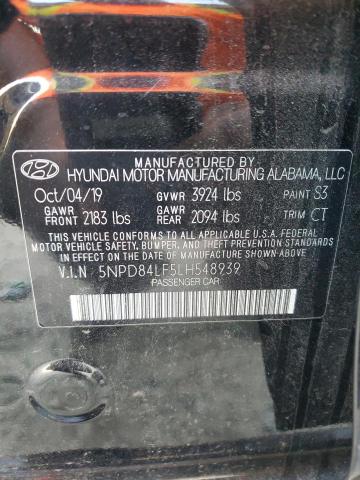 MANUFACTURED BY
HYUNDAI MOTOR MANUFACTURING ALABAMA, LLC
Oct/04/19 GVWR 3924 lbs PAINT S3
GAWR FRONT 2183 lbs GAWR REAR 2094 lbs TRIM CT
THIS VEHICLE CONFORMS TO ALL APPLICABLE U.S.A. FEDERAL
MOTOR VEHICLE SAFETY, BUMPER, AND THEFT PREVENTION
STANDARDS IN EFFECT ON THE DATE OF MANUFACTURE SHOWN ABOVE.
V.I.N 5NPD84LF5LH548939
PASSENGER CAR